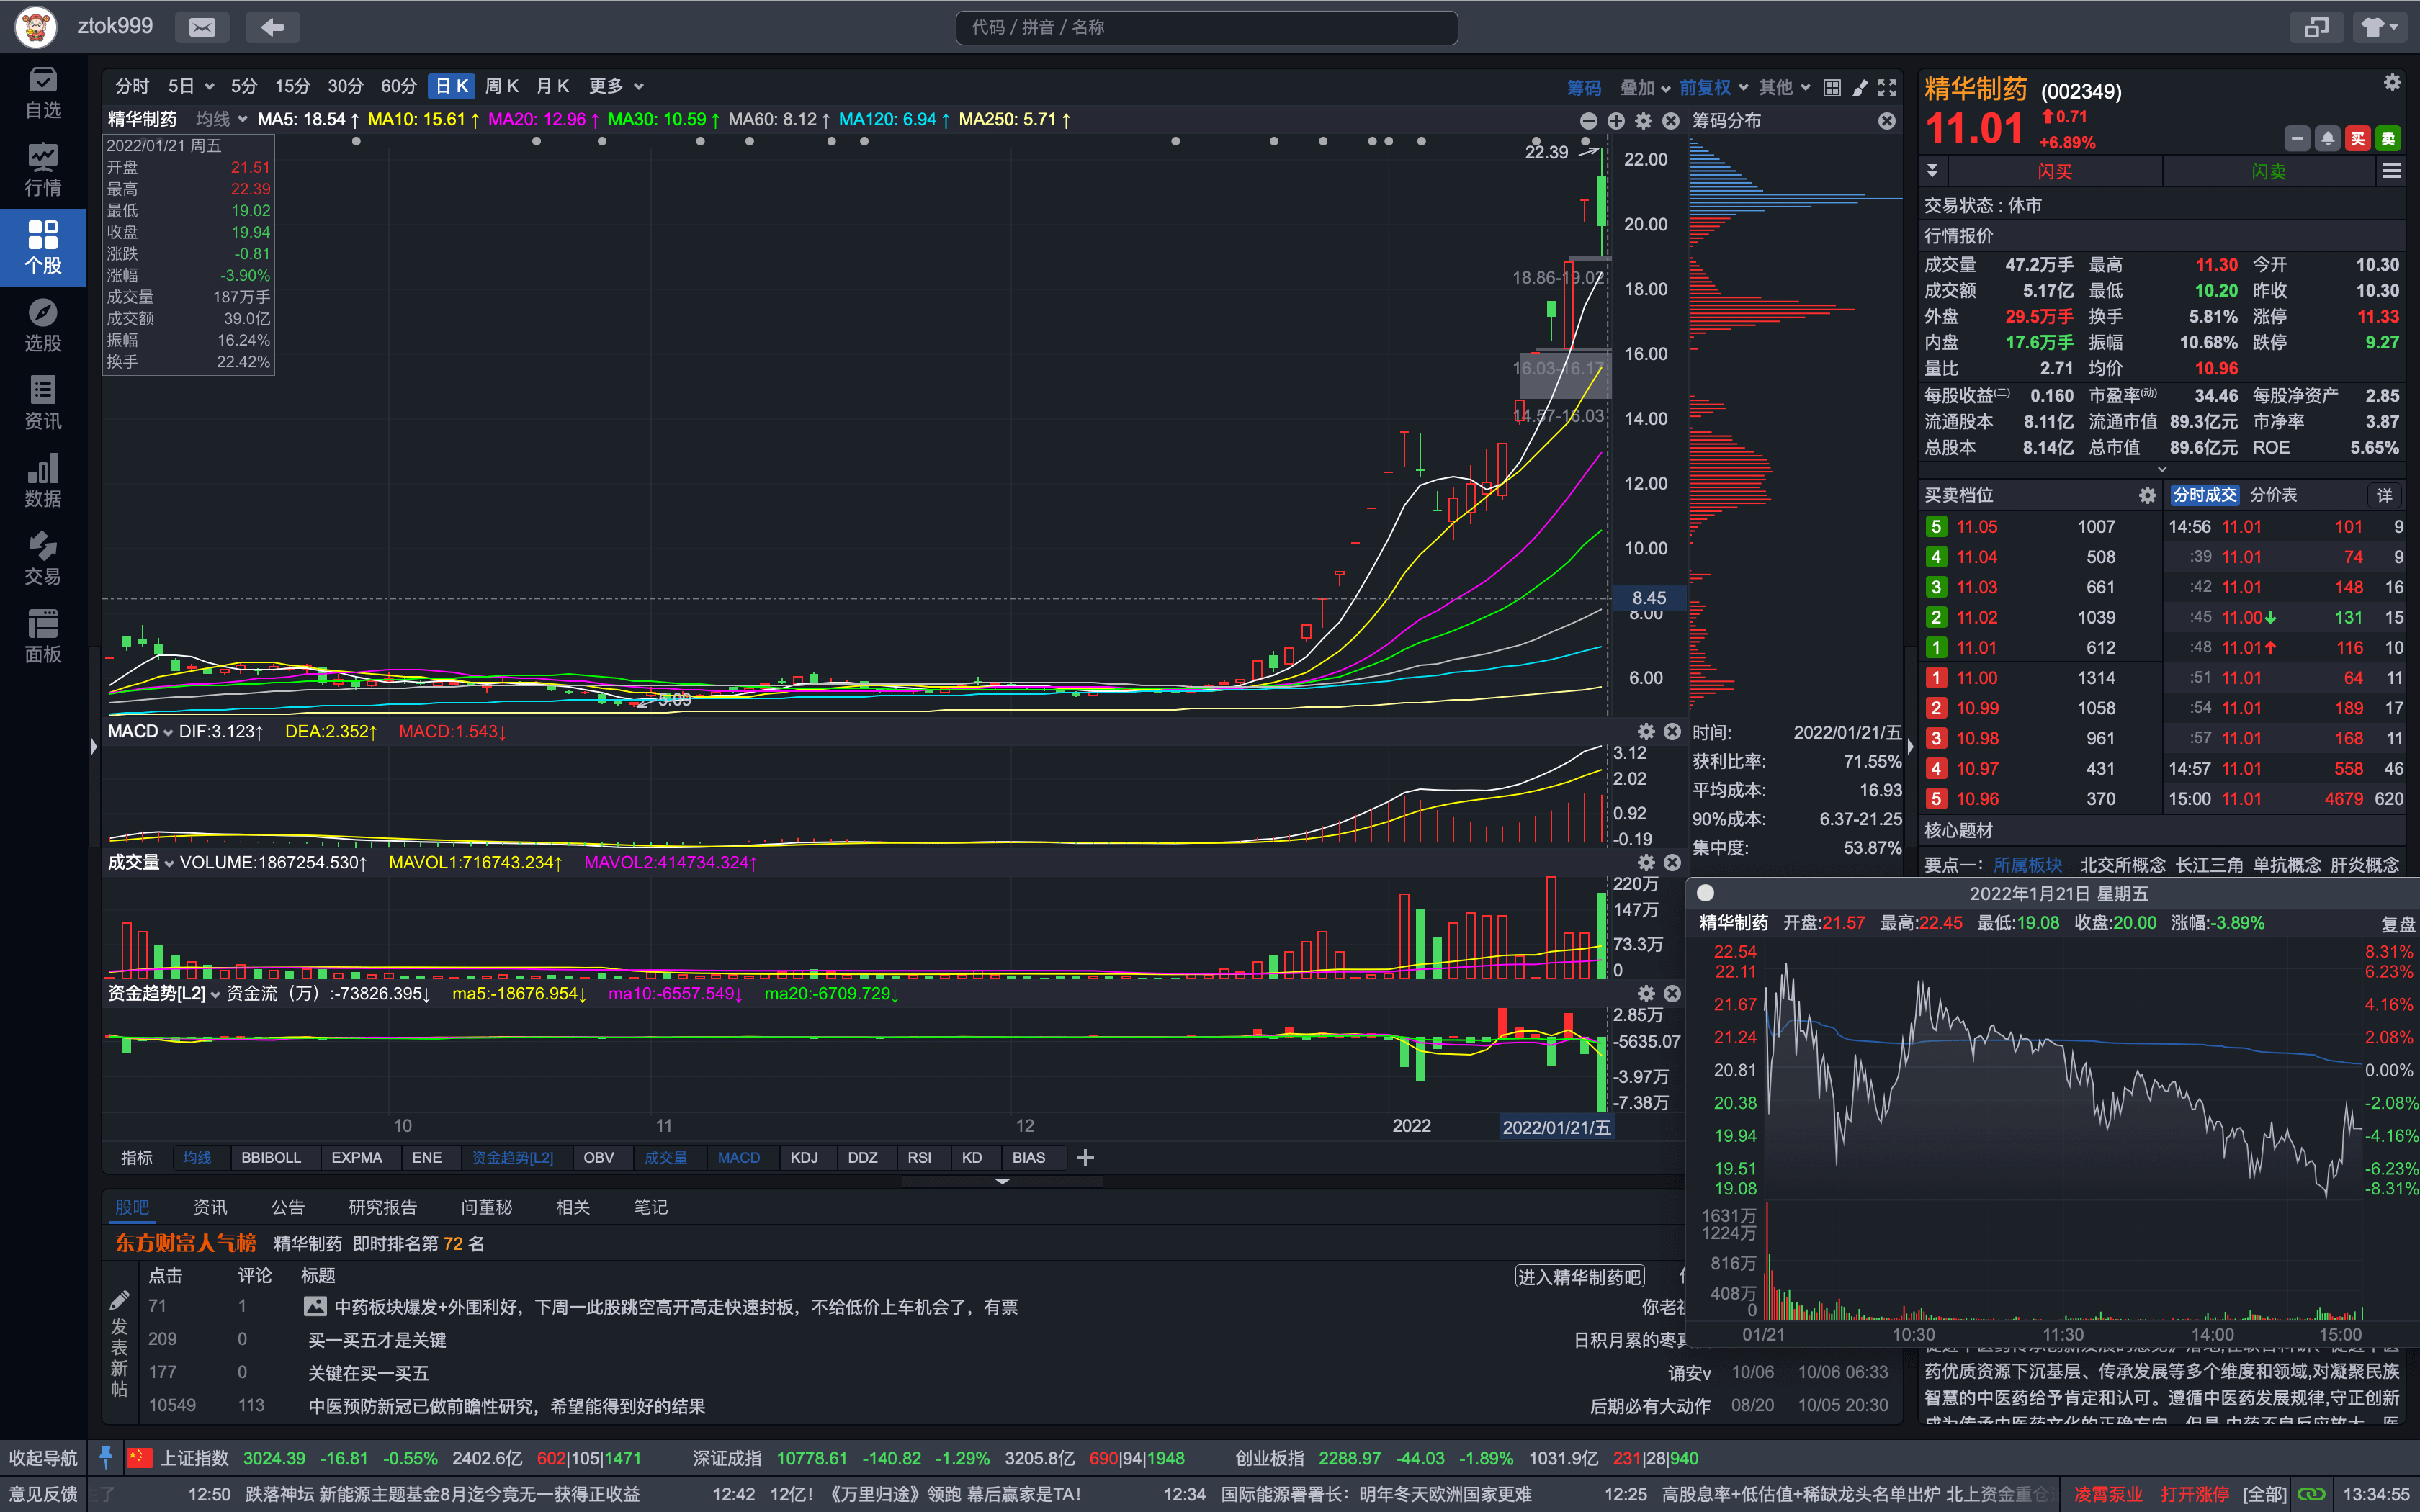 ztok999
代码 / 拼音 / 名称
自选
行情
个股
选股
资讯
数据
交易
面板
分时 5日 5分 15分 30分 60分 日K 周K 月K 更多
筹码 叠加 前复权 其他
精华制药 均线 MA5: 18.54↑ MA10: 15.61↑ MA20: 12.96↑ MA30: 10.59↑ MA60: 8.12↑ MA120: 6.94↑ MA250: 5.71↑
筹码分布
2022/01/21 周五
开盘 21.51
最高 22.39
最低 19.02
收盘 19.94
涨跌 -0.81
涨幅 -3.90%
成交量 187万手
成交额 39.0亿
振幅 16.24%
换手 22.42%
22.39
18.86-19.02
16.03-16.17
14.57-16.03
5.09
22.00
20.00
18.00
16.00
14.00
12.00
10.00
8.45
8.00
6.00
MACD DIF:3.123↑ DEA:2.352↑ MACD:1.543↓
3.12
2.02
0.92
-0.19
成交量 VOLUME:1867254.530↑ MAVOL1:716743.234↑ MAVOL2:414734.324↑
220万
147万
73.3万
0
资金趋势[L2] 资金流（万）:-73826.395↓ ma5:-18676.954↓ ma10:-6557.549↓ ma20:-6709.729↓
2.85万
-5635.07
-3.97万
-7.38万
10 11 12 2022 2022/01/21/五
指标 均线 BBIBOLL EXPMA ENE 资金趋势[L2] OBV 成交量 MACD KDJ DDZ RSI KD BIAS
时间: 2022/01/21/五
获利比率: 71.55%
平均成本: 16.93
90%成本: 6.37-21.25
集中度: 53.87%
精华制药 (002349)
11.01 0.71
+6.89%
买 卖
闪买 闪卖
交易状态 : 休市
行情报价
成交量 47.2万手 最高 11.30 今开 10.30
成交额 5.17亿 最低 10.20 昨收 10.30
外盘 29.5万手 换手 5.81% 涨停 11.33
内盘 17.6万手 振幅 10.68% 跌停 9.27
量比 2.71 均价 10.96
每股收益(二) 0.160 市盈率(动) 34.46 每股净资产 2.85
流通股本 8.11亿 流通市值 89.3亿元 市净率 3.87
总股本 8.14亿 总市值 89.6亿元 ROE 5.65%
买卖档位 分时成交 分价表 详
5 11.05 1007 14:56 11.01 101 9
4 11.04 508 :39 11.01 74 9
3 11.03 661 :42 11.01 148 16
2 11.02 1039 :45 11.00↓ 131 15
1 11.01 612 :48 11.01↑ 116 10
1 11.00 1314 :51 11.01 64 11
2 10.99 1058 :54 11.01 189 17
3 10.98 961 :57 11.01 168 11
4 10.97 431 14:57 11.01 558 46
5 10.96 370 15:00 11.01 4679 620
核心题材
要点一： 所属板块 北交所概念 长江三角 单抗概念 肝炎概念
2022年1月21日 星期五
精华制药 开盘:21.57 最高:22.45 最低:19.08 收盘:20.00 涨幅:-3.89% 复盘
22.54 8.31%
22.11 6.23%
21.67 4.16%
21.24 2.08%
20.81 0.00%
20.38 -2.08%
19.94 -4.16%
19.51 -6.23%
19.08 -8.31%
1631万
1224万
816万
408万
0
01/21 10:30 11:30 14:00 15:00
药优质资源下沉基层、传承发展等多个维度和领域,对凝聚民族
智慧的中医药给予肯定和认可。遵循中医药发展规律,守正创新
股吧 资讯 公告 研究报告 问董秘 相关 笔记
东方财富人气榜 精华制药 即时排名第 72 名
点击 评论 标题 进入精华制药吧
发表新帖
71 1 中药板块爆发+外围利好，下周一此股跳空高开高走快速封板，不给低价上车机会了，有票 你老祖
209 0 买一买五才是关键 日积月累的枣真
177 0 关键在买一买五 诵安v 10/06 10/06 06:33
10549 113 中医预防新冠已做前瞻性研究，希望能得到好的结果 后期必有大动作 08/20 10/05 20:30
收起导航 上证指数 3024.39 -16.81 -0.55% 2402.6亿 602|105|1471 深证成指 10778.61 -140.82 -1.29% 3205.8亿 690|94|1948 创业板指 2288.97 -44.03 -1.89% 1031.9亿 231|28|940
意见反馈 12:50 跌落神坛 新能源主题基金8月迄今竟无一获得正收益 12:42 12亿！《万里归途》领跑 幕后赢家是TA！ 12:34 国际能源署署长：明年冬天欧洲国家更难 12:25 高股息率+低估值+稀缺龙头名单出炉 北上资金重仓 凌霄泵业 打开涨停 [全部] 13:34:55